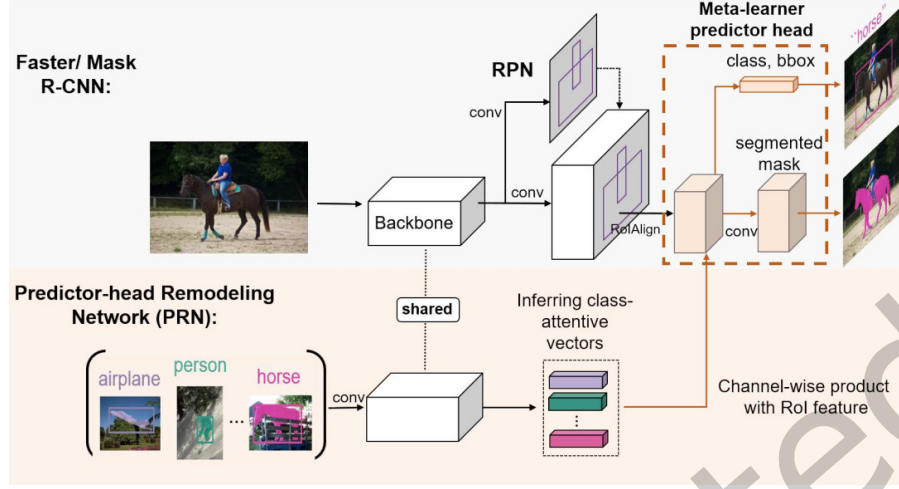 Faster/ Mask
R-CNN:
RPN
Meta-learner
predictor head
class, bbox
"horse"
conv
conv
Backbone
RoIAlign
conv
segmented
mask
Predictor-head Remodeling
Network (PRN):
shared
airplane
person
...
horse
conv
Inferring class-
attentive
vectors
Channel-wise product
with RoI feature